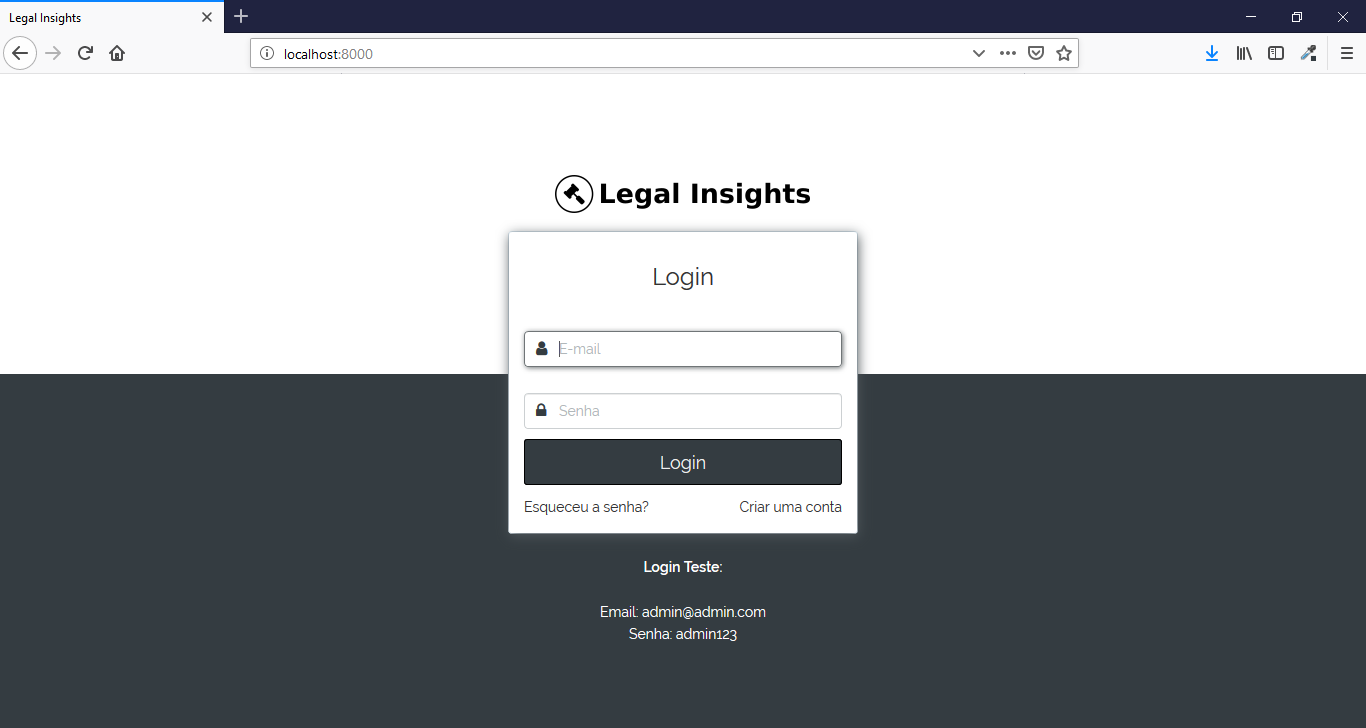 Legal Insights
localhost:8000
Legal Insights
Login
E-mail
Senha
Login
Esqueceu a senha? Criar uma conta
Login Teste:
Email: admin@admin.com
Senha: admin123